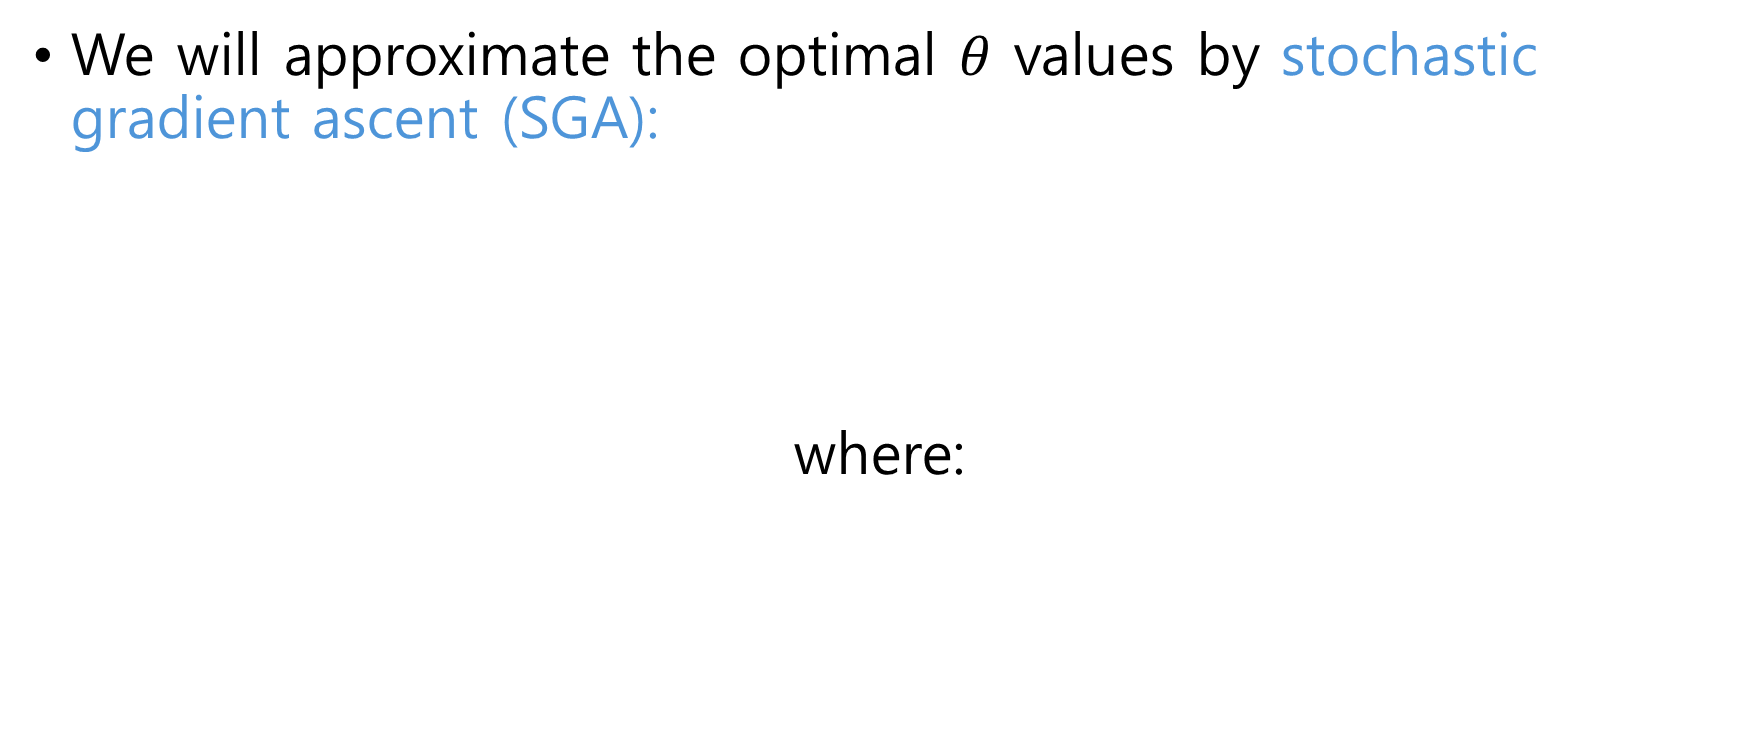 • We will approximate the optimal θ values by stochastic
gradient ascent (SGA):
where: